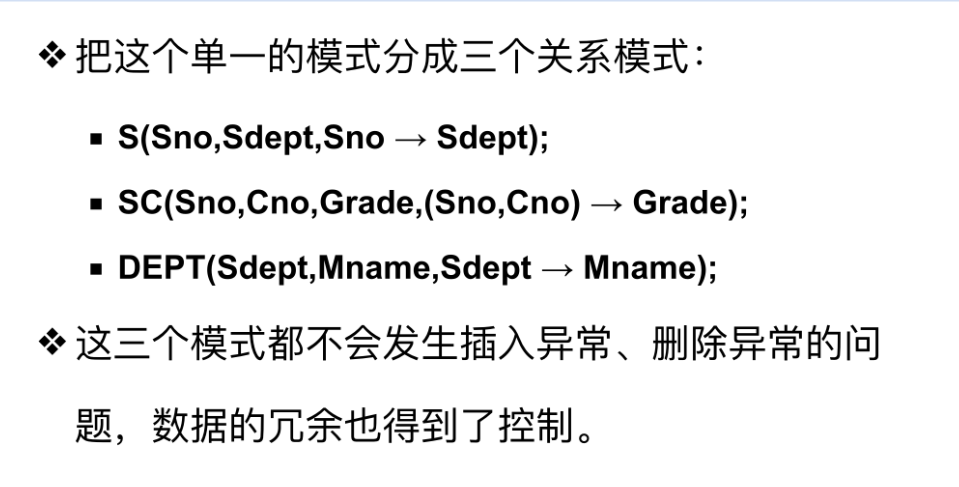 ❖ 把这个单一的模式分成三个关系模式：
▪ S(Sno,Sdept,Sno → Sdept);
▪ SC(Sno,Cno,Grade,(Sno,Cno) → Grade);
▪ DEPT(Sdept,Mname,Sdept → Mname);
❖ 这三个模式都不会发生插入异常、删除异常的问
题，数据的冗余也得到了控制。